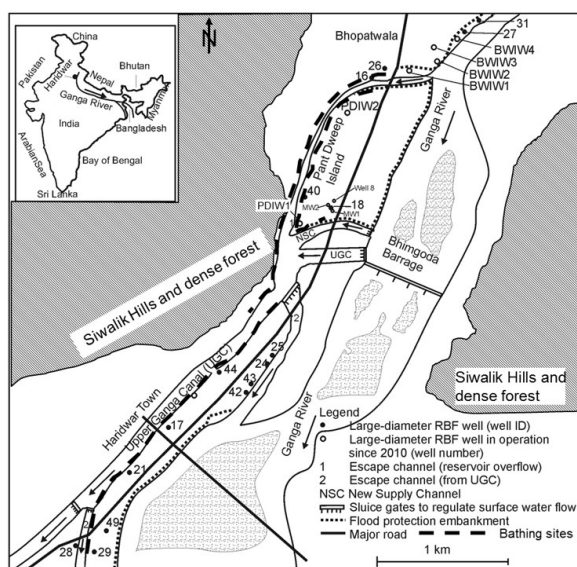 China
Pakistan
Haridwar
Nepal
Bhutan
Ganga River
Myanmar
India
Bangladesh
ArabianSea
Bay of Bengal
Sri Lanka
N
Bhopatwala
31
27
BWIW4
BWIW3
BWIW2
BWIW1
26
16
PDIW2
Pant Dweep
Island
Ganga River
40
Well 8
18
MW2
MW1
PDIW1
1
NSC
UGC
Bhimgoda
Barrage
Siwalik Hills and dense forest
2
25
24
43
42
44
Upper Ganga Canal (UGC)
Haridwar Town
17
21
Ganga River
49
2
28
29
Siwalik Hills and
dense forest
Legend
Large-diameter RBF well (well ID)
Large-diameter RBF well in operation
since 2010 (well number)
1 Escape channel (reservoir overflow)
2 Escape channel (from UGC)
NSC New Supply Channel
Sluice gates to regulate surface water flow
Flood protection embankment
Major road
Bathing sites
1 km